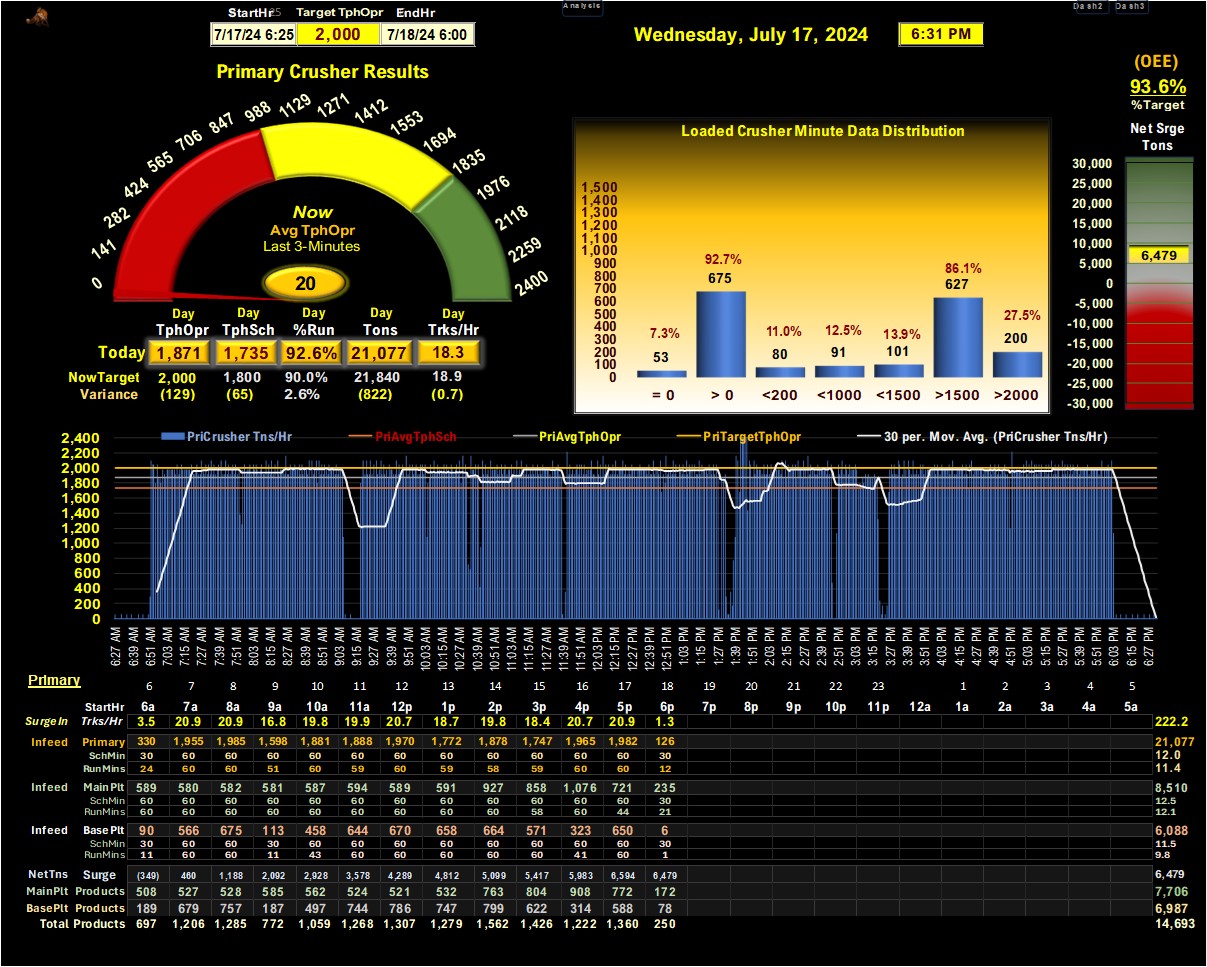 StartHr Target TphOpr EndHr
7/17/24 6:25 2,000 7/18/24 6:00
Analysis
Dash2 Dash3
Wednesday, July 17, 2024 6:31 PM
(OEE)
93.6%
%Target
Net Srge
Tons
Primary Crusher Results
0 141 282 424 565 706 847 988 1129 1271 1412 1553 1694 1835 1976 2118 2259 2400
Now
Avg TphOpr
Last 3-Minutes
20
Day Day Day Day Day
TphOpr TphSch %Run Tons Trks/Hr
Today 1,871 1,735 92.6% 21,077 18.3
NowTarget 2,000 1,800 90.0% 21,840 18.9
Variance (129) (65) 2.6% (822) (0.7)
Loaded Crusher Minute Data Distribution
1,500
1,400
1,300
1,200
1,100
1,000
900
800
700
600
500
400
300
200
100
0
7.3% 92.7% 11.0% 12.5% 13.9% 86.1% 27.5%
53 675 80 91 101 627 200
= 0 > 0 <200 <1000 <1500 >1500 >2000
30,000
25,000
20,000
15,000
10,000
5,000
0
-5,000
-10,000
-15,000
-20,000
-25,000
-30,000
6,479
PriCrusher Tns/Hr PriAvgTphSch PriAvgTphOpr PriTargetTphOpr 30 per. Mov. Avg. (PriCrusher Tns/Hr)
2,400
2,200
2,000
1,800
1,600
1,400
1,200
1,000
800
600
400
200
0
6:27 AM 6:39 AM 6:51 AM 7:03 AM 7:15 AM 7:27 AM 7:39 AM 7:51 AM 8:03 AM 8:15 AM 8:27 AM 8:39 AM 8:51 AM 9:03 AM 9:15 AM 9:27 AM 9:39 AM 9:51 AM 10:03 AM 10:15 AM 10:27 AM 10:39 AM 10:51 AM 11:03 AM 11:15 AM 11:27 AM 11:39 AM 11:51 AM 12:03 PM 12:15 PM 12:27 PM 12:39 PM 12:51 PM 1:03 PM 1:15 PM 1:27 PM 1:39 PM 1:51 PM 2:03 PM 2:15 PM 2:27 PM 2:39 PM 2:51 PM 3:03 PM 3:15 PM 3:27 PM 3:39 PM 3:51 PM 4:03 PM 4:15 PM 4:27 PM 4:39 PM 4:51 PM 5:03 PM 5:15 PM 5:27 PM 5:39 PM 5:51 PM 6:03 PM 6:15 PM 6:27 PM
Primary 6 7 8 9 10 11 12 13 14 15 16 17 18 19 20 21 22 23 1 2 3 4 5
StartHr 6a 7a 8a 9a 10a 11a 12p 1p 2p 3p 4p 5p 6p 7p 8p 9p 10p 11p 12a 1a 2a 3a 4a 5a
SurgeIn Trks/Hr 3.5 20.9 20.9 16.8 19.8 19.9 20.7 18.7 19.8 18.4 20.7 20.9 1.3 222.2
Infeed Primary 330 1,955 1,985 1,598 1,881 1,888 1,970 1,772 1,878 1,747 1,965 1,982 126 21,077
SchMin 30 60 60 60 60 60 60 60 60 60 60 60 30 12.0
RunMins 24 60 60 51 60 59 60 59 58 59 60 60 12 11.4
Infeed MainPlt 589 580 582 581 587 594 589 591 927 858 1,076 721 235 8,510
SchMin 60 60 60 60 60 60 60 60 60 60 60 60 30 12.5
RunMins 60 60 60 60 60 60 60 60 60 58 60 44 21 12.1
Infeed Base Plt 90 566 675 113 458 644 670 658 664 571 323 650 6 6,088
SchMin 30 60 60 30 60 60 60 60 60 60 60 60 30 11.5
RunMins 11 60 60 11 43 60 60 60 60 60 41 60 1 9.8
NetTns Surge (349) 460 1,188 2,092 2,928 3,578 4,289 4,812 5,099 5,417 5,983 6,594 6,479 6,479
MainPlt Products 508 527 528 585 562 524 521 532 763 804 908 772 172 7,706
BasePlt Products 189 679 757 187 497 744 786 747 799 622 314 588 78 6,987
Total Products 697 1,206 1,285 772 1,059 1,268 1,307 1,279 1,562 1,426 1,222 1,360 250 14,693